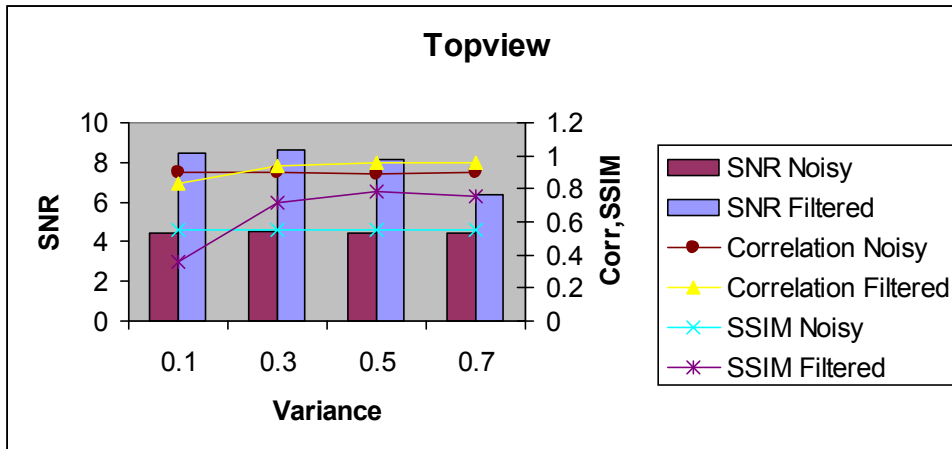 Topview
10
8
6
4
2
0
SNR
1.2
1
0.8
0.6
0.4
0.2
0
Corr,SSIM
0.1 0.3 0.5 0.7
Variance
SNR Noisy
SNR Filtered
Correlation Noisy
Correlation Filtered
SSIM Noisy
SSIM Filtered